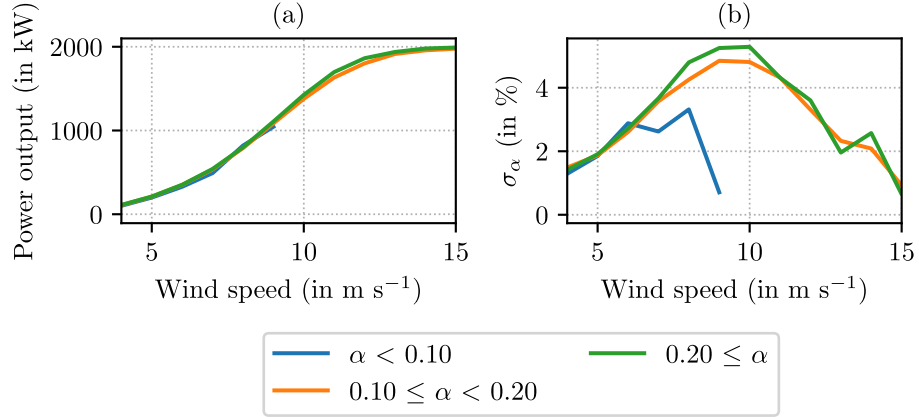 (a)
Power output (in kW)
2000
1000
0
5 10 15
Wind speed (in m s⁻¹)
(b)
σ_α (in %)
4
2
0
5 10 15
Wind speed (in m s⁻¹)
α < 0.10
0.10 ≤ α < 0.20
0.20 ≤ α